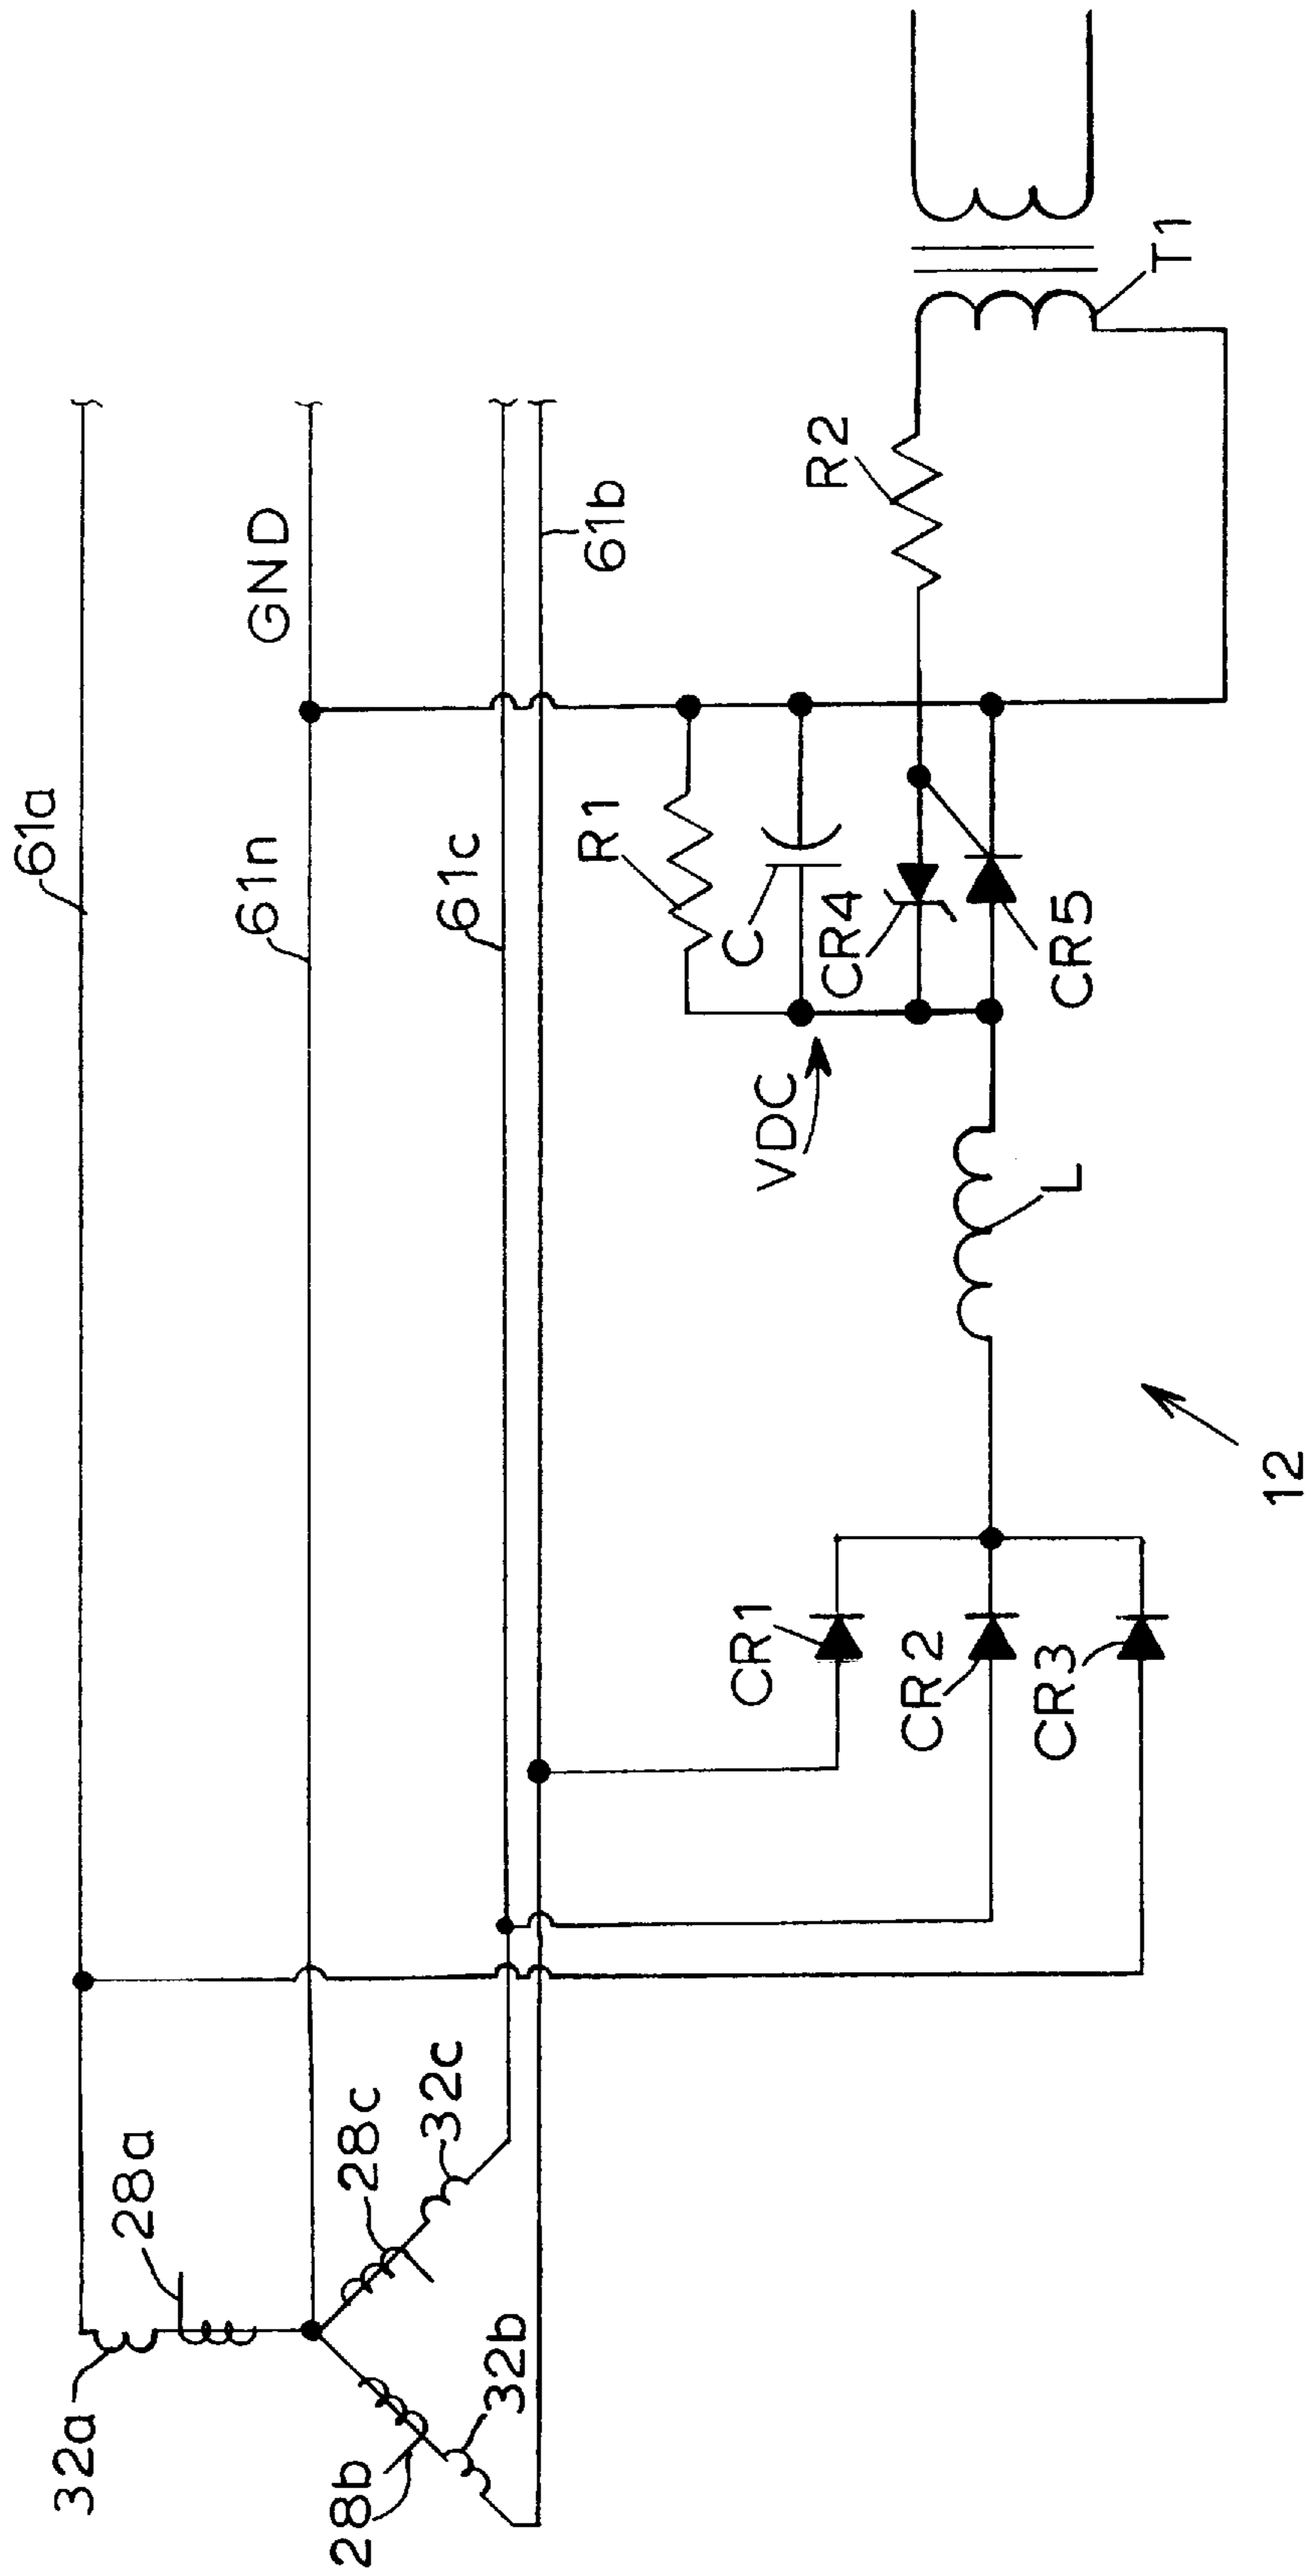 61a
GND
61n
61c
61b
28a
32a
28c
32c
28b
32b
R1
R2
C
CR4
CR5
T1
VDC
L
CR1
CR2
CR3
12